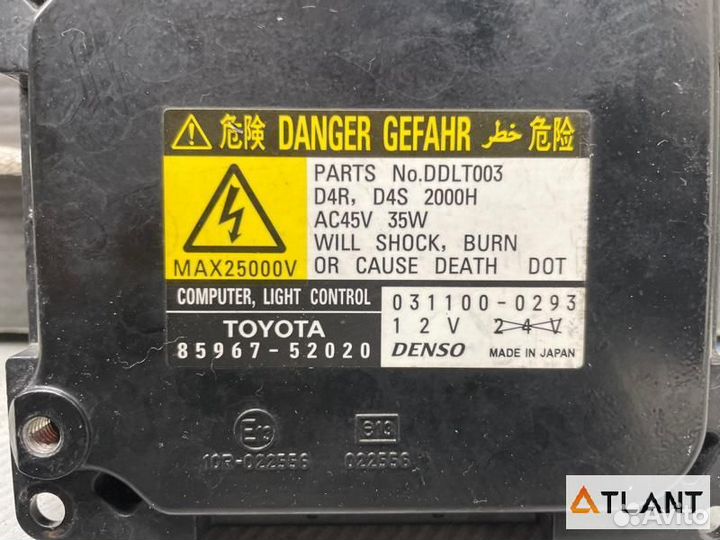 ⚠ 危険 DANGER GEFAHR خطر 危险
PARTS No.DDLT003
D4R, D4S 2000H
AC45V 35W
WILL SHOCK, BURN
OR CAUSE DEATH DOT
MAX25000V
COMPUTER, LIGHT CONTROL
TOYOTA
85967-52020
031100-0293
12V 24V
DENSO MADE IN JAPAN
E13
10R-022556
e13
022556
ATLANT
Avito